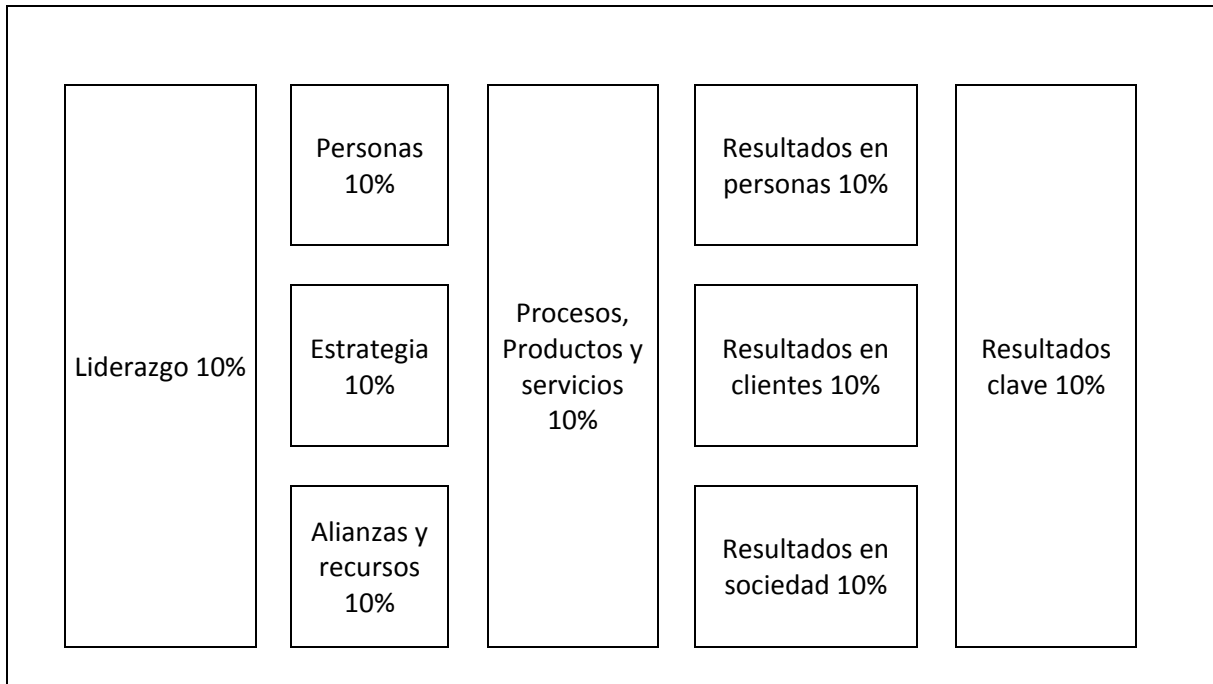 Liderazgo 10%
Personas
10%
Estrategia
10%
Alianzas y
recursos
10%
Procesos,
Productos y
servicios
10%
Resultados en
personas 10%
Resultados en
clientes 10%
Resultados en
sociedad 10%
Resultados
clave 10%